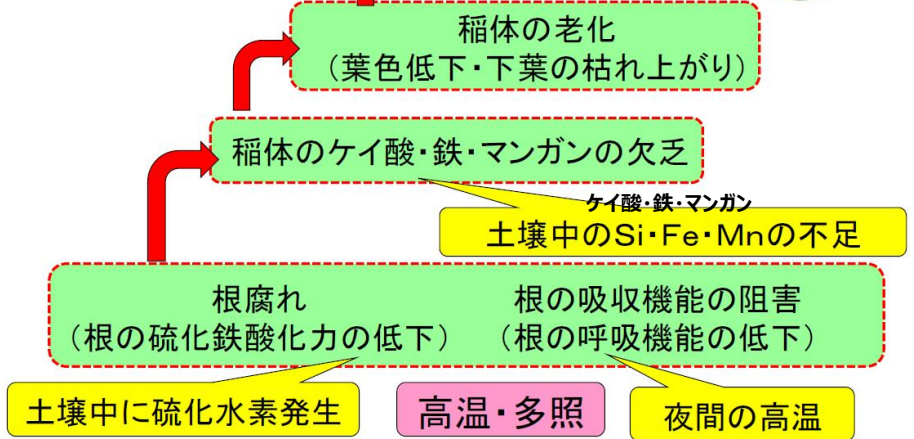 稲体の老化
(葉色低下・下葉の枯れ上がり)
稲体のケイ酸・鉄・マンガンの欠乏
ケイ酸・鉄・マンガン
土壌中のSi・Fe・Mnの不足
根腐れ
(根の硫化鉄酸化力の低下)
根の吸収機能の阻害
(根の呼吸機能の低下)
土壌中に硫化水素発生
高温・多照
夜間の高温